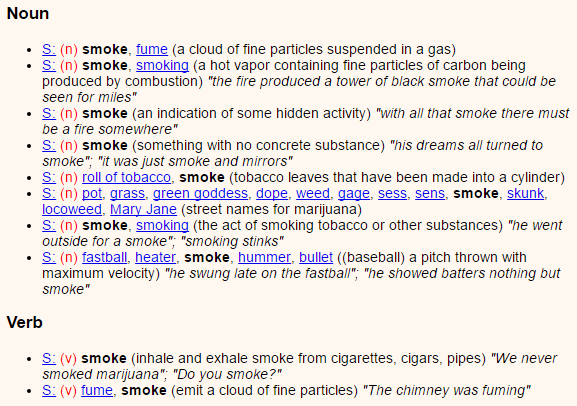 Noun
• S: (n) smoke, fume (a cloud of fine particles suspended in a gas)
• S: (n) smoke, smoking (a hot vapor containing fine particles of carbon being
produced by combustion) "the fire produced a tower of black smoke that could be
seen for miles"
• S: (n) smoke (an indication of some hidden activity) "with all that smoke there must
be a fire somewhere"
• S: (n) smoke (something with no concrete substance) "his dreams all turned to
smoke"; "it was just smoke and mirrors"
• S: (n) roll of tobacco, smoke (tobacco leaves that have been made into a cylinder)
• S: (n) pot, grass, green goddess, dope, weed, gage, sess, sens, smoke, skunk,
locoweed, Mary Jane (street names for marijuana)
• S: (n) smoke, smoking (the act of smoking tobacco or other substances) "he went
outside for a smoke"; "smoking stinks"
• S: (n) fastball, heater, smoke, hummer, bullet ((baseball) a pitch thrown with
maximum velocity) "he swung late on the fastball"; "he showed batters nothing but
smoke"
Verb
• S: (v) smoke (inhale and exhale smoke from cigarettes, cigars, pipes) "We never
smoked marijuana"; "Do you smoke?"
• S: (v) fume, smoke (emit a cloud of fine particles) "The chimney was fuming"